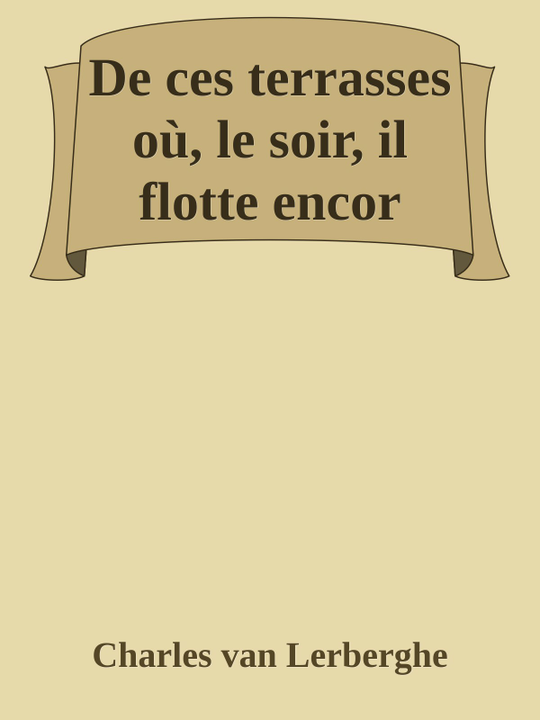 De ces terrasses
où, le soir, il
flotte encor
Charles van Lerberghe